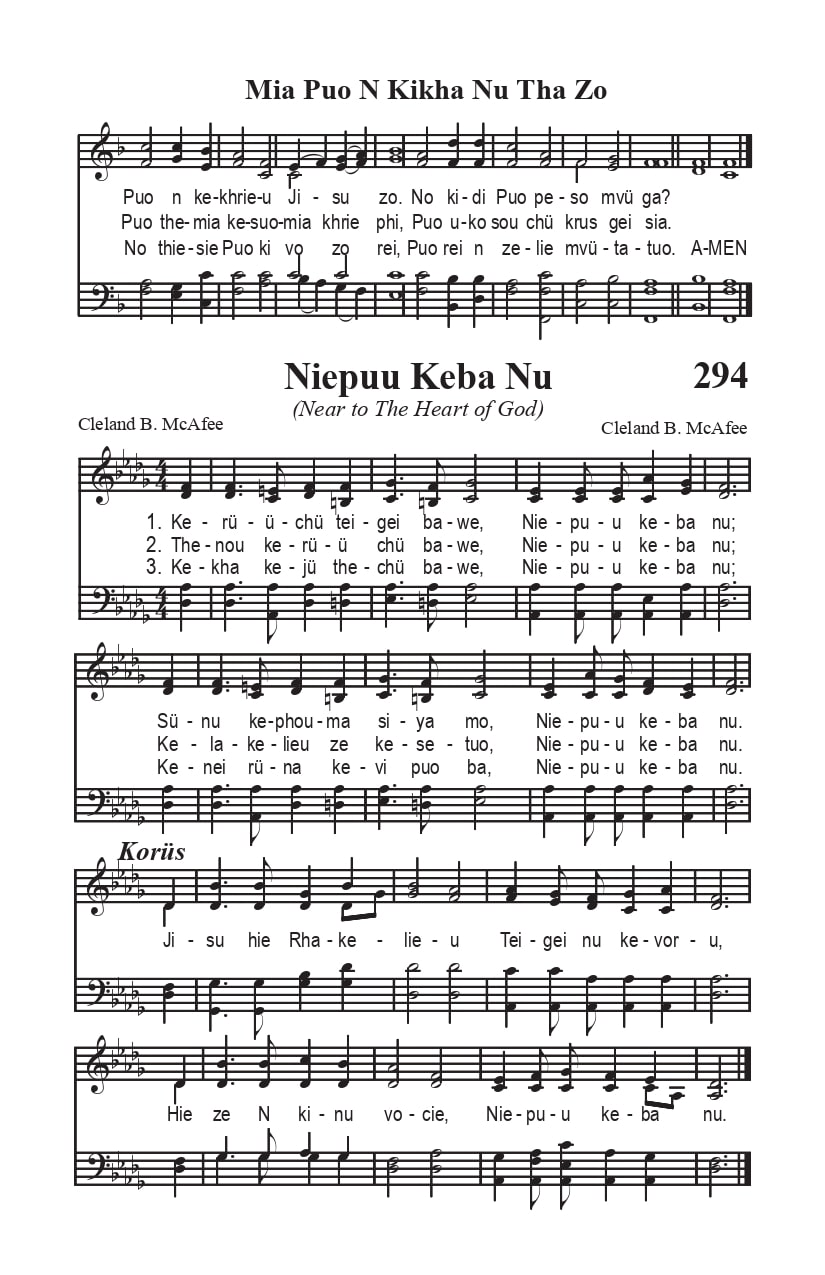 Mia Puo N Kikha Nu Tha Zo
Puo n ke-khrie-u Ji- su zo. No ki-di Puo pe- so mvü ga?
Puo the-mia ke-suo-mia khrie phi, Puo u-ko sou chü krus gei sia.
No thie-sie Puo ki vo zo rei, Puo rei n ze-lie mvü-ta-tuo. A-MEN
Niepuu Keba Nu 294
(Near to The Heart of God)
Cleland B. McAfee Cleland B. McAfee
1. Ke - rü - ü - chü tei - gei ba - we, Nie - pu - u ke - ba nu;
2. The - nou ke - rü - ü chü ba - we, Nie - pu - u ke - ba nu;
3. Ke - kha ke - jü the - chü ba - we, Nie - pu - u ke - ba nu;
Sü - nu ke - phou - ma si - ya mo, Nie - pu - u ke - ba nu.
Ke - la - ke - lieu ze ke - se - tuo, Nie - pu - u ke - ba nu.
Ke - nei rü - na ke - vi puo ba, Nie - pu - u ke - ba nu.
Korüs
Ji - su hie Rha - ke - lie - u Tei - gei nu ke - vor - u,
Hie ze N ki - nu vo - cie, Nie - pu - u ke - ba nu.